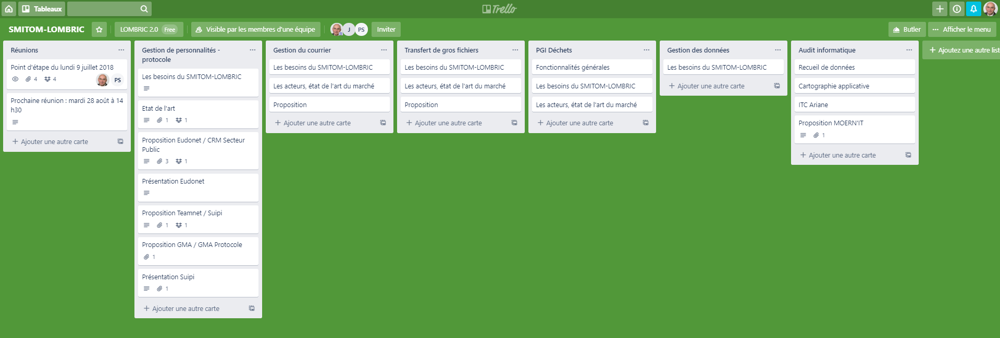 Tableaux
Trello
SMITOM-LOMBRIC
LOMBRIC 2.0 Free
Visible par les membres d'une équipe
J
PS
Inviter
Butler
Afficher le menu
Réunions
Point d'étape du lundi 9 juillet 2018
4 4
PS
Prochaine réunion : mardi 28 août à 14
h30
Ajouter une autre carte
Gestion de personnalités -
protocole
Les besoins du SMITOM-LOMBRIC
Etat de l'art
1 1
Proposition Eudonet / CRM Secteur
Public
3 1
Présentation Eudonet
Proposition Teamnet / Suipi
1 1
Proposition GMA / GMA Protocole
1
Présentation Suipi
1
Ajouter une autre carte
Gestion du courrier
Les besoins du SMITOM-LOMBRIC
Les acteurs, état de l'art du marché
Proposition
Ajouter une autre carte
Transfert de gros fichiers
Les besoins du SMITOM-LOMBRIC
Les acteurs, état de l'art du marché
Proposition
Ajouter une autre carte
PGI Déchets
Fonctionnalités générales
Les besoins du SMITOM-LOMBRIC
Les acteurs, état de l'art du marché
Ajouter une autre carte
Gestion des données
Les besoins du SMITOM-LOMBRIC
Ajouter une autre carte
Audit informatique
Recueil de données
Cartographie applicative
ITC Ariane
Proposition MOERN'IT
1
Ajouter une autre carte
Ajoutez une autre list